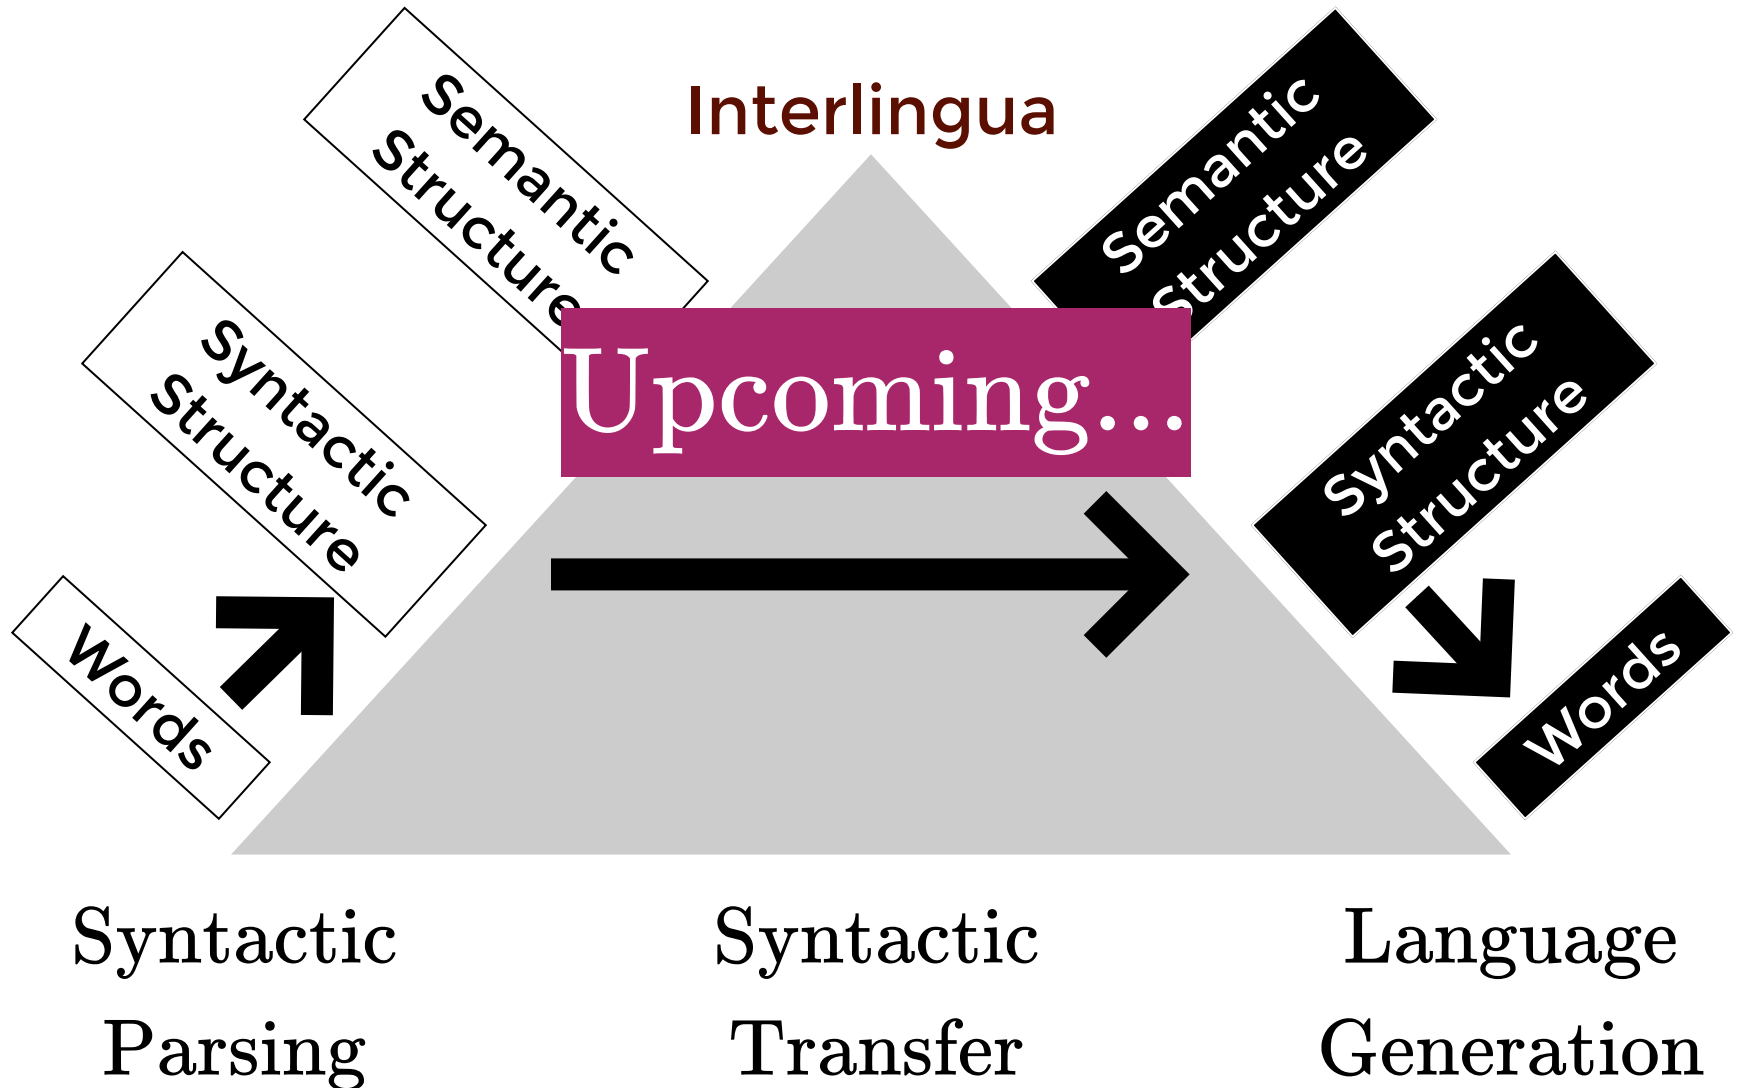 Interlingua
Semantic
Structure
Semantic
Structure
Syntactic
Structure
Syntactic
Structure
Upcoming...
Words
Words
Syntactic
Parsing
Syntactic
Transfer
Language
Generation